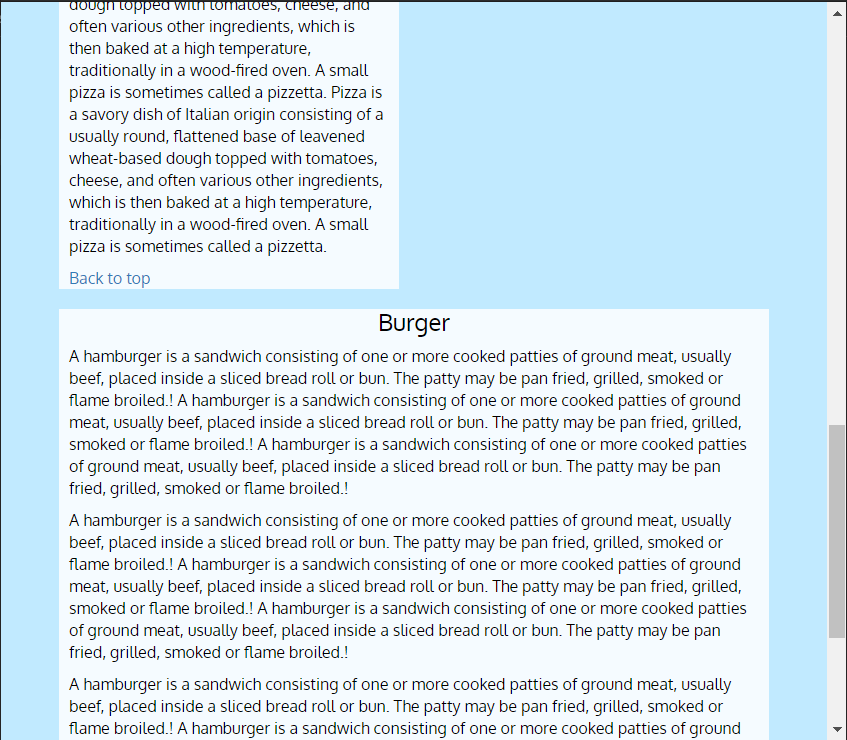 dough topped with tomatoes, cheese, and
often various other ingredients, which is
then baked at a high temperature,
traditionally in a wood-fired oven. A small
pizza is sometimes called a pizzetta. Pizza is
a savory dish of Italian origin consisting of a
usually round, flattened base of leavened
wheat-based dough topped with tomatoes,
cheese, and often various other ingredients,
which is then baked at a high temperature,
traditionally in a wood-fired oven. A small
pizza is sometimes called a pizzetta.
Back to top
Burger
A hamburger is a sandwich consisting of one or more cooked patties of ground meat, usually
beef, placed inside a sliced bread roll or bun. The patty may be pan fried, grilled, smoked or
flame broiled.! A hamburger is a sandwich consisting of one or more cooked patties of ground
meat, usually beef, placed inside a sliced bread roll or bun. The patty may be pan fried, grilled,
smoked or flame broiled.! A hamburger is a sandwich consisting of one or more cooked patties
of ground meat, usually beef, placed inside a sliced bread roll or bun. The patty may be pan
fried, grilled, smoked or flame broiled.!
A hamburger is a sandwich consisting of one or more cooked patties of ground meat, usually
beef, placed inside a sliced bread roll or bun. The patty may be pan fried, grilled, smoked or
flame broiled.! A hamburger is a sandwich consisting of one or more cooked patties of ground
meat, usually beef, placed inside a sliced bread roll or bun. The patty may be pan fried, grilled,
smoked or flame broiled.! A hamburger is a sandwich consisting of one or more cooked patties
of ground meat, usually beef, placed inside a sliced bread roll or bun. The patty may be pan
fried, grilled, smoked or flame broiled.!
A hamburger is a sandwich consisting of one or more cooked patties of ground meat, usually
beef, placed inside a sliced bread roll or bun. The patty may be pan fried, grilled, smoked or
flame broiled.! A hamburger is a sandwich consisting of one or more cooked patties of ground